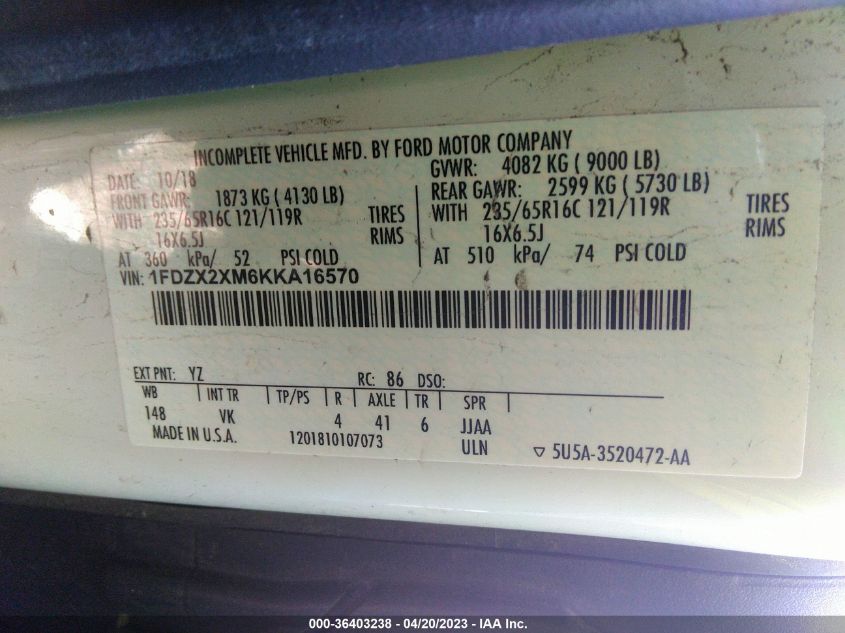 INCOMPLETE VEHICLE MFD. BY FORD MOTOR COMPANY
DATE: 10/18
GVWR: 4082 KG ( 9000 LB)
FRONT GAWR: 1873 KG ( 4130 LB)
REAR GAWR: 2599 KG ( 5730 LB)
WITH 235/65R16C 121/119R TIRES
WITH 235/65R16C 121/119R TIRES
16X6.5J RIMS
16X6.5J RIMS
AT 360 kPa/ 52 PSI COLD
AT 510 kPa/ 74 PSI COLD
VIN: 1FDZX2XM6KKA16570
EXT PNT: YZ RC: 86 DSO:
WB INT TR TP/PS R AXLE TR SPR
148 VK 4 41 6 JJAA
MADE IN U.S.A. 1201810107073 ULN ▽ 5U5A-3520472-AA
000-36403238 - 04/20/2023 - IAA Inc.